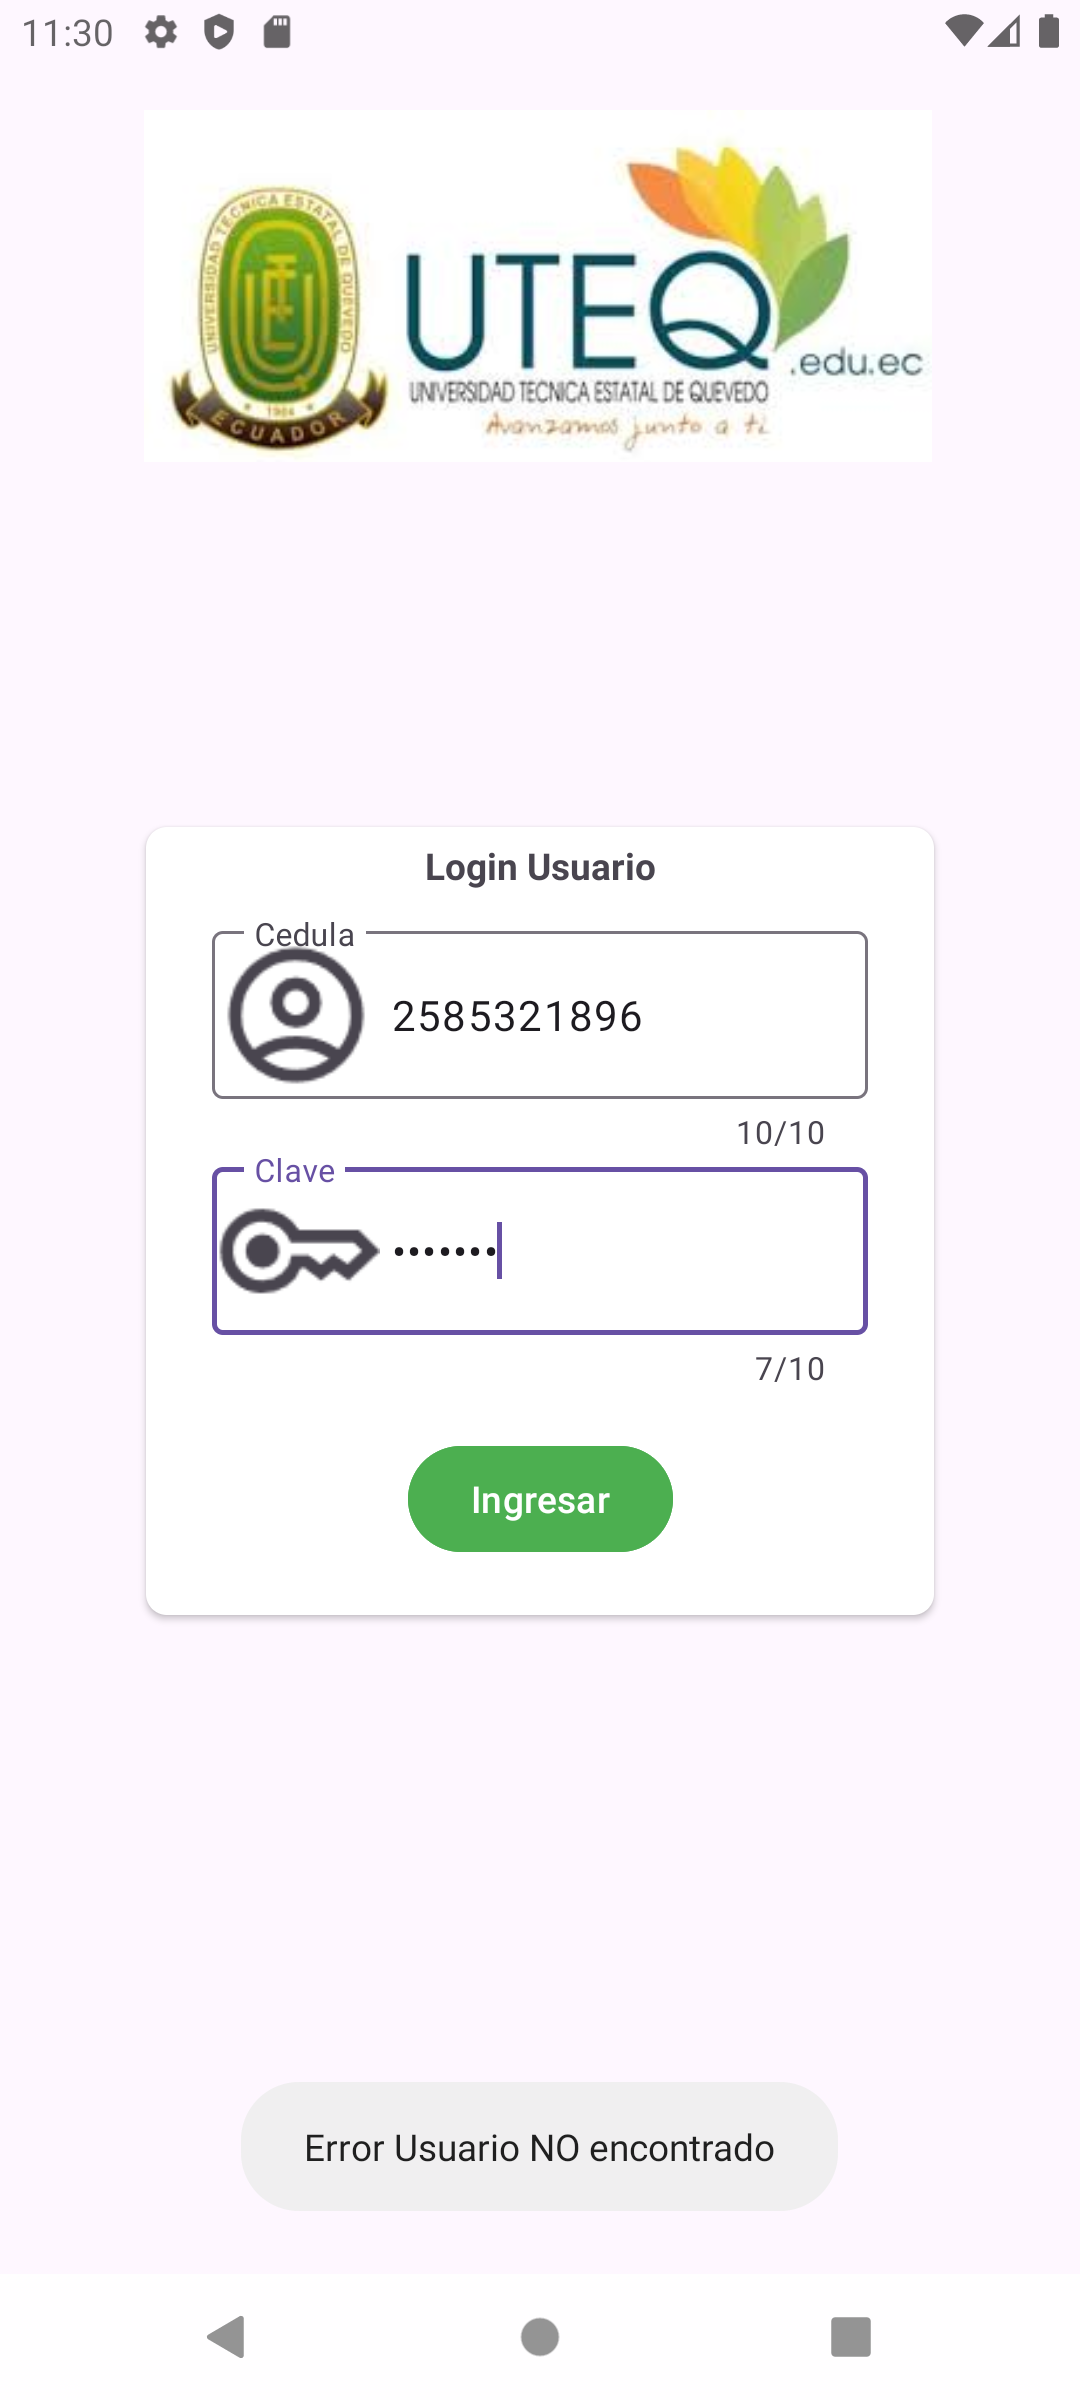 11:30
UNIVERSIDAD TECNICA ESTATAL DE QUEVEDO
1984
ECUADOR
UTEQ
.edu.ec
UNIVERSIDAD TECNICA ESTATAL DE QUEVEDO
Avanzamos junto a ti
Login Usuario
Cedula
2585321896
10/10
Clave
•••••••
7/10
Ingresar
Error Usuario NO encontrado